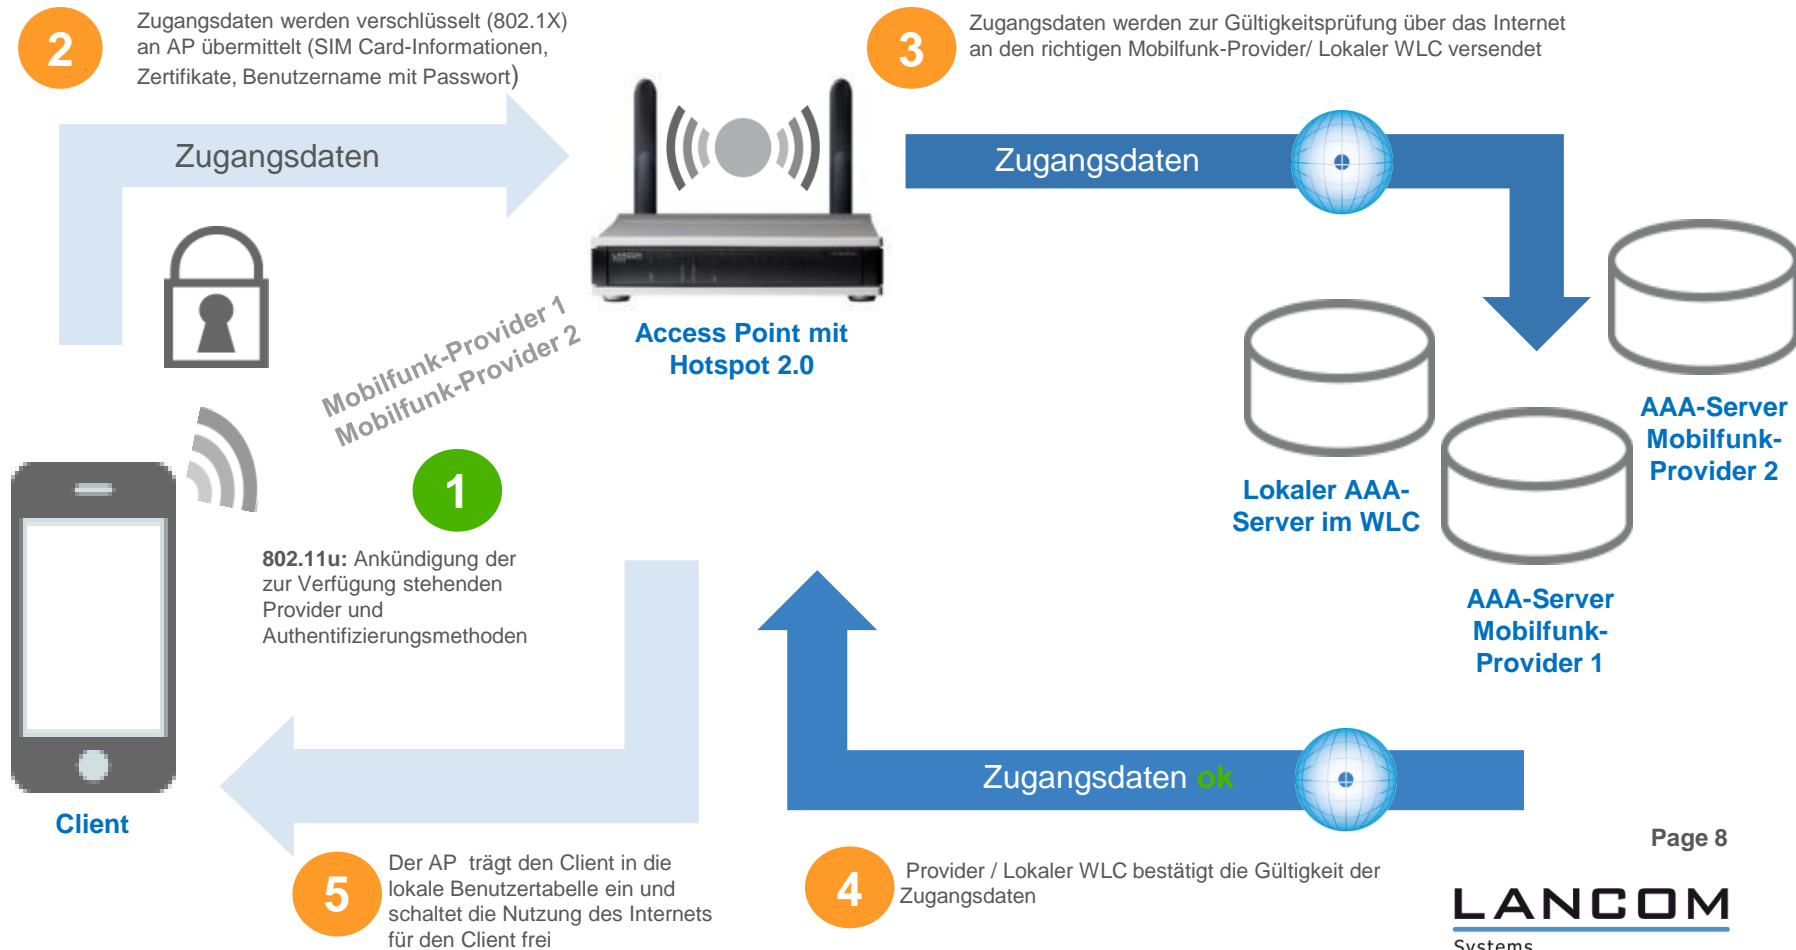 2
Zugangsdaten werden verschlüsselt (802.1X)
an AP übermittelt (SIM Card-Informationen,
Zertifikate, Benutzername mit Passwort)
3
Zugangsdaten werden zur Gültigkeitsprüfung über das Internet
an den richtigen Mobilfunk-Provider/ Lokaler WLC versendet
Zugangsdaten
Zugangsdaten
LANCOM
Access Point mit
Hotspot 2.0
Mobilfunk-Provider 1
Mobilfunk-Provider 2
1
802.11u: Ankündigung der
zur Verfügung stehenden
Provider und
Authentifizierungsmethoden
Lokaler AAA-
Server im WLC
AAA-Server
Mobilfunk-
Provider 2
AAA-Server
Mobilfunk-
Provider 1
Client
Zugangsdaten ok
5
Der AP trägt den Client in die
lokale Benutzertabelle ein und
schaltet die Nutzung des Internets
für den Client frei
4
Provider / Lokaler WLC bestätigt die Gültigkeit der
Zugangsdaten
Page 8
LANCOM
Systems